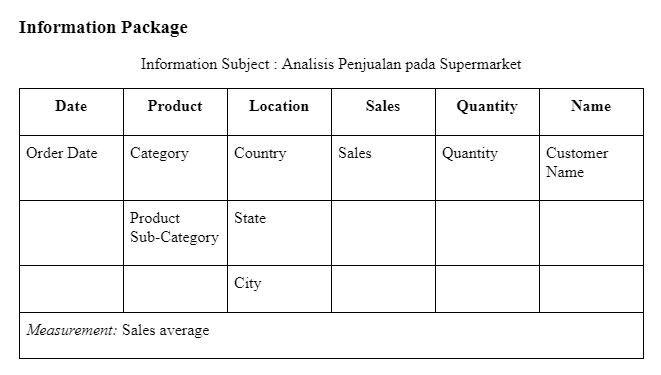 Information Package
Information Subject : Analisis Penjualan pada Supermarket
Date Product Location Sales Quantity Name
Order Date Category Country Sales Quantity Customer
Name
Product State
Sub-Category
City
Measurement: Sales average